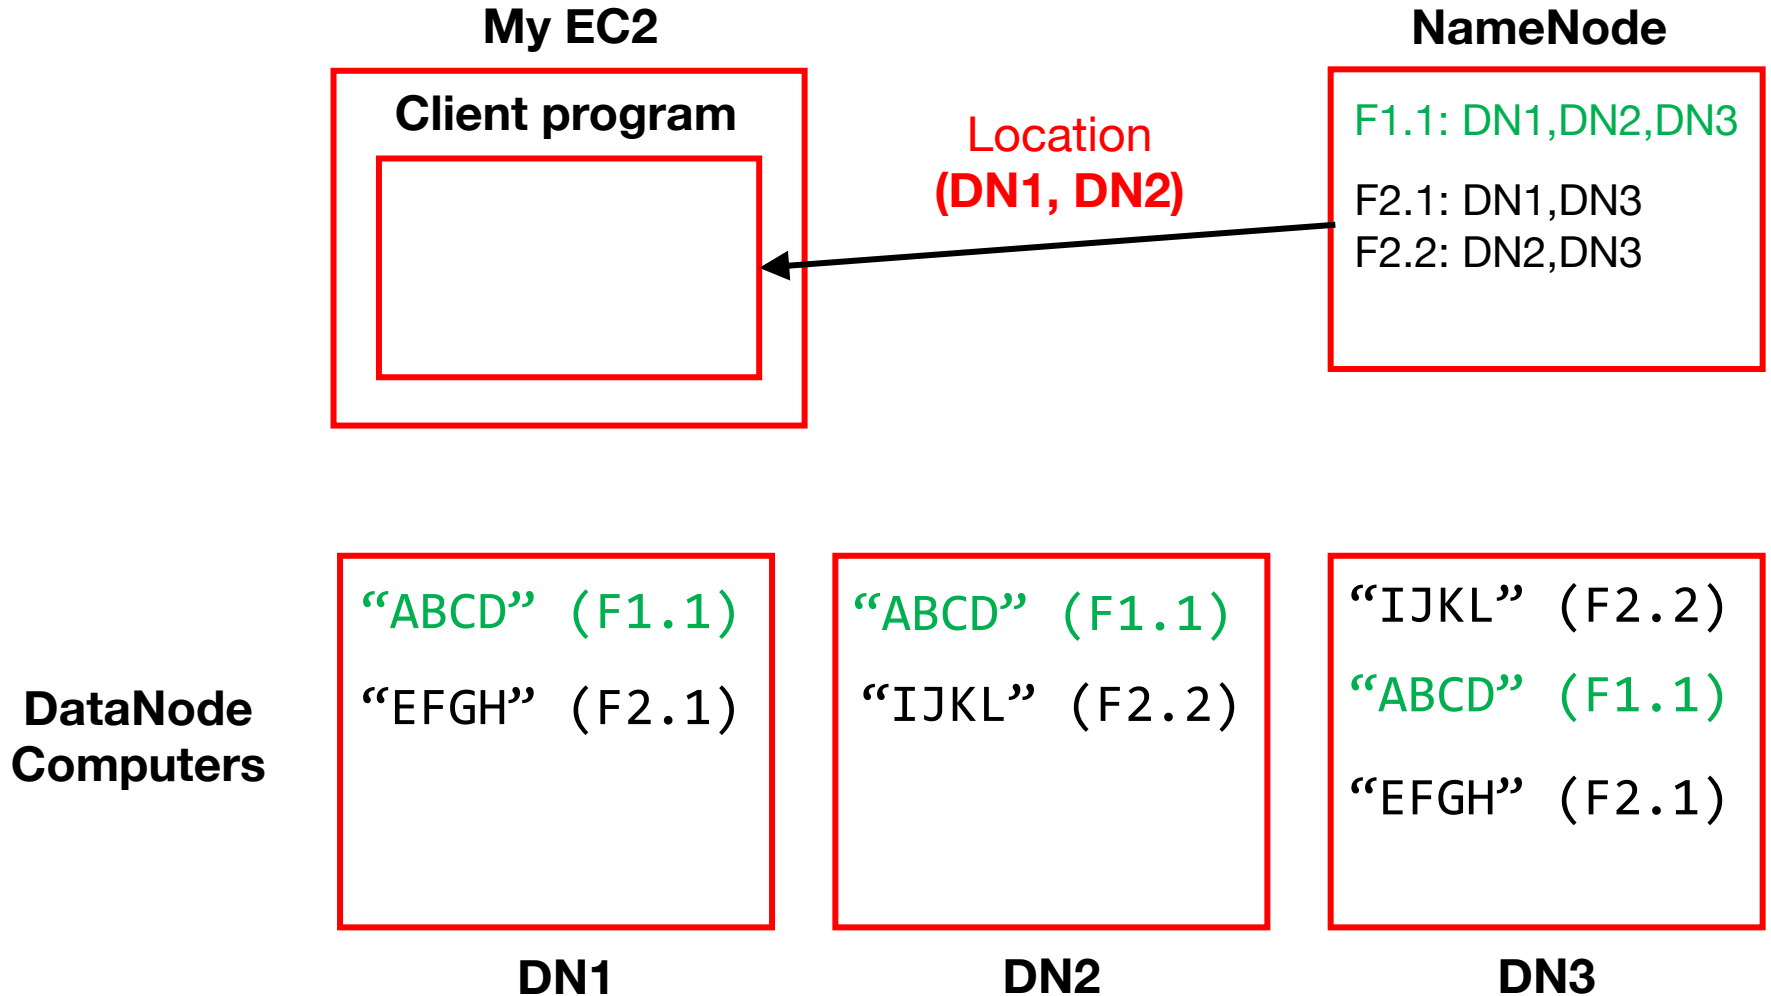 My EC2
NameNode
Client program
Location
(DN1, DN2)
F1.1: DN1,DN2,DN3
F2.1: DN1,DN3
F2.2: DN2,DN3
DataNode
Computers
“ABCD” (F1.1)
“EFGH” (F2.1)
DN1
“ABCD” (F1.1)
“IJKL” (F2.2)
DN2
“IJKL” (F2.2)
“ABCD” (F1.1)
“EFGH” (F2.1)
DN3